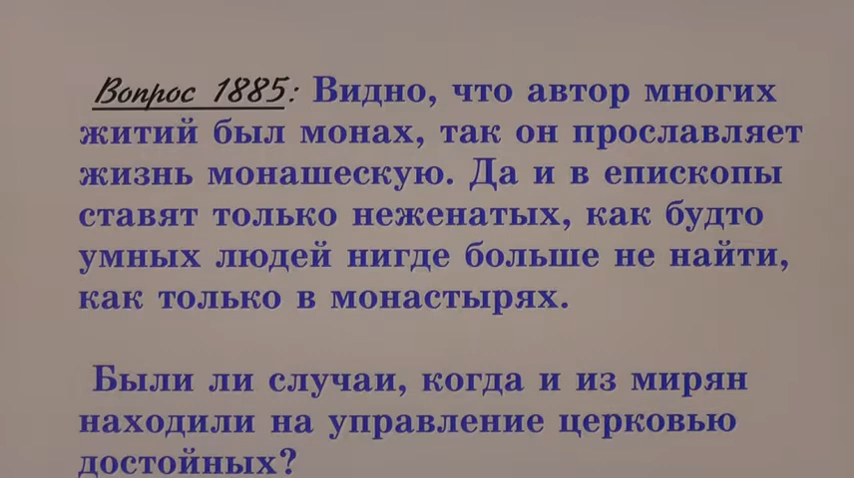 Вопрос 1885: Видно, что автор многих
житий был монах, так он прославляет
жизнь монашескую. Да и в епископы
ставят только неженатых, как будто
умных людей нигде больше не найти,
как только в монастырях.
Были ли случаи, когда и из мирян
находили на управление церковью
достойных?